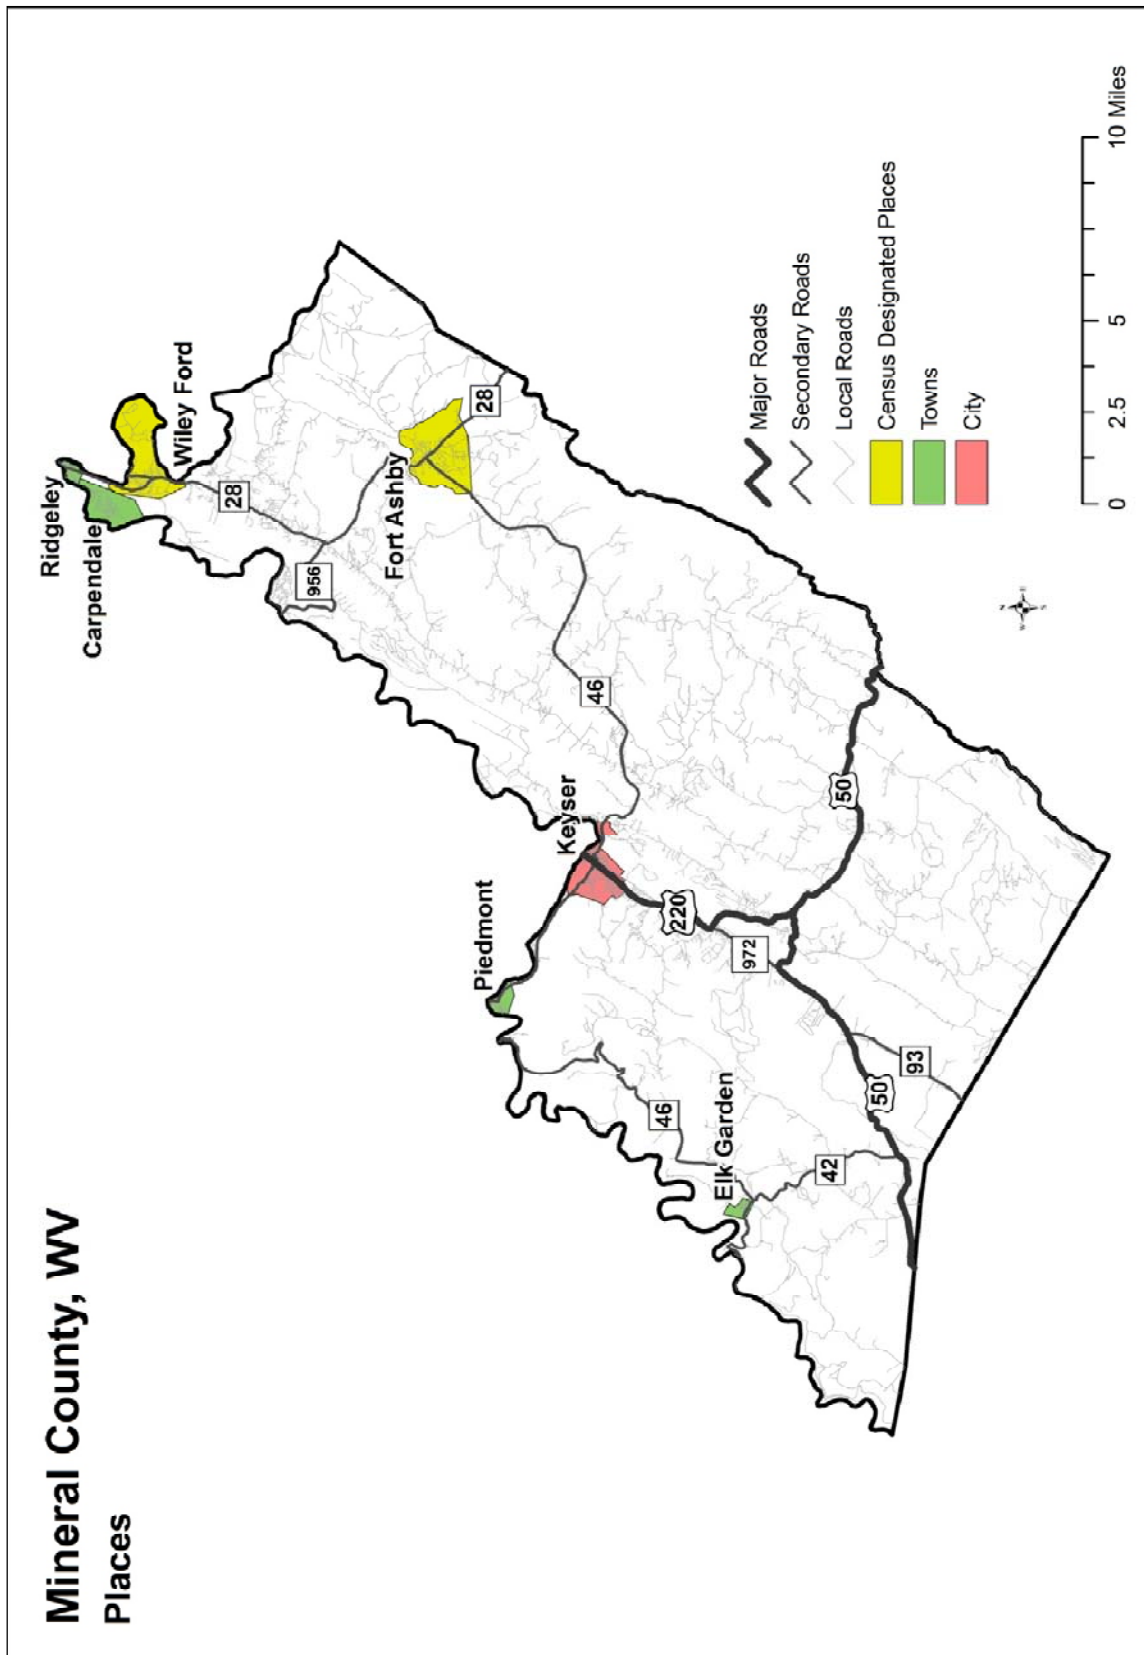 Mineral County, WV
Places
Ridgeley
Carpendale
Wiley Ford
28
956
Fort Ashby
28
46
Keyser
Piedmont
220
50
972
46
Elk Garden
42
93
50
Major Roads
Secondary Roads
Local Roads
Census Designated Places
Towns
City
0 2.5 5 10 Miles